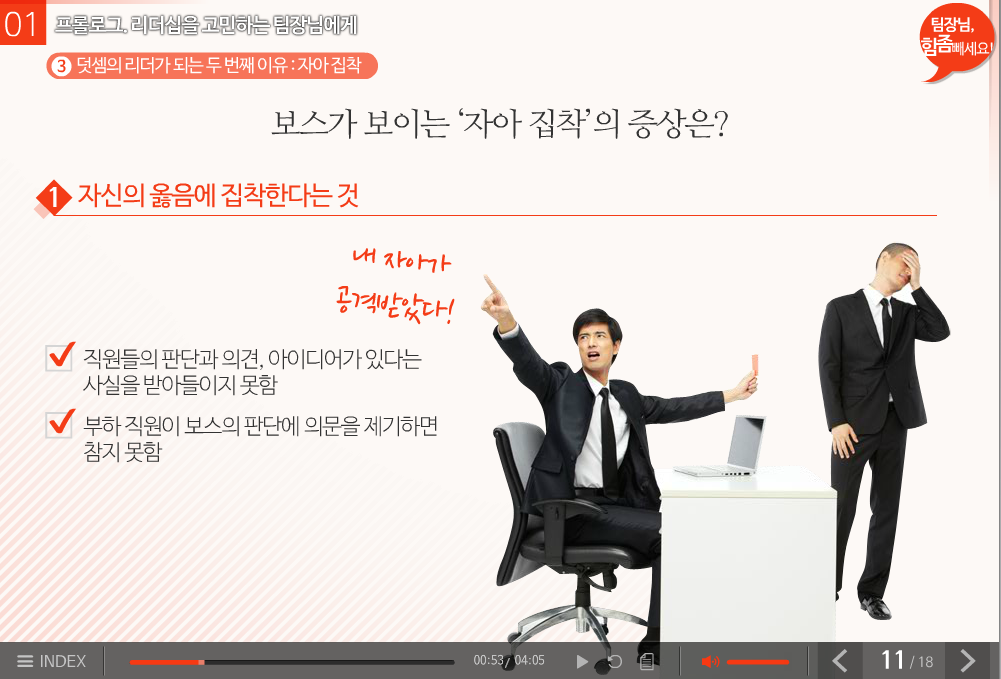 01
프롤로그. 리더십을 고민하는 팀장님에게
팀장님,
힘좀빼세요!
3 덧셈의 리더가 되는 두 번째 이유 : 자아 집착
보스가 보이는 ‘자아 집착’의 증상은?
1 자신의 옳음에 집착한다는 것
내 자아가
공격받았다!
직원들의 판단과 의견, 아이디어가 있다는
사실을 받아들이지 못함
부하 직원이 보스의 판단에 의문을 제기하면
참지 못함
INDEX
00:53 / 04:05
11 / 18